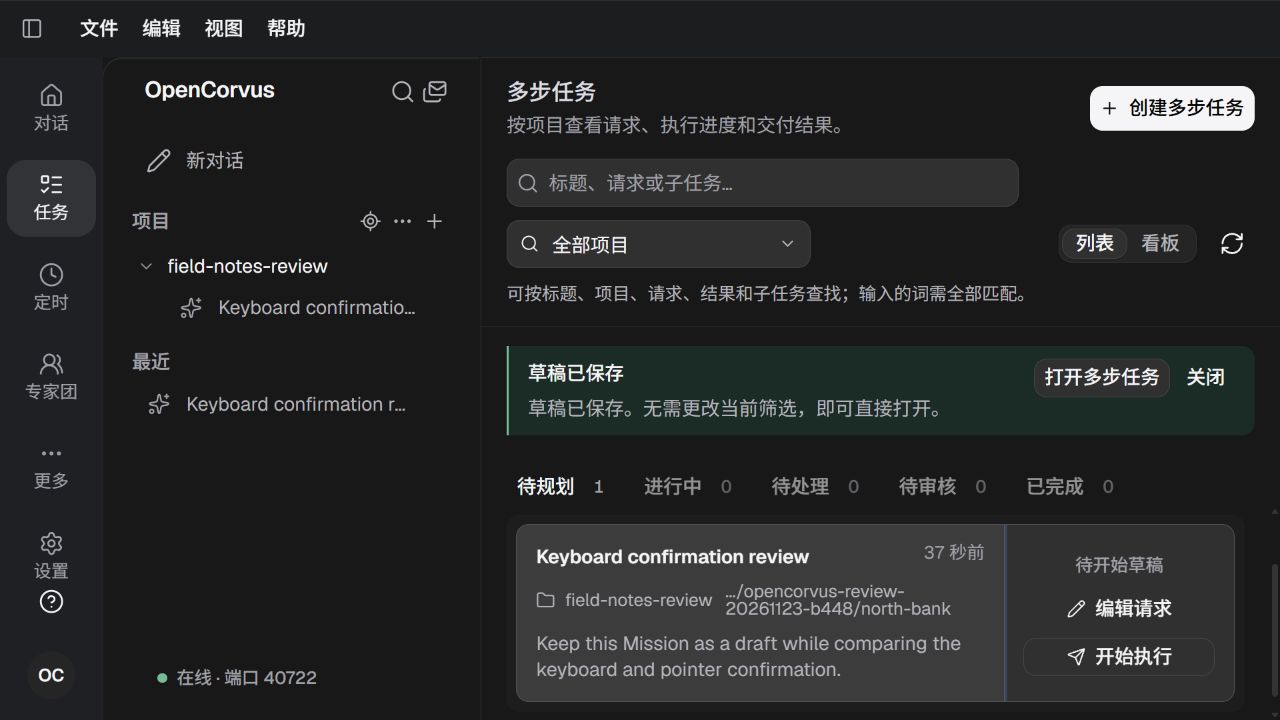 文件 编辑 视图 帮助
对话
任务
定时
专家团
更多
设置
OC
OpenCorvus
新对话
项目
field-notes-review
Keyboard confirmatio...
最近
Keyboard confirmation r...
在线 · 端口 40722
多步任务
按项目查看请求、执行进度和交付结果。
+ 创建多步任务
标题、请求或子任务...
全部项目
列表 看板
可按标题、项目、请求、结果和子任务查找；输入的词需全部匹配。
草稿已保存
草稿已保存。无需更改当前筛选，即可直接打开。
打开多步任务 关闭
待规划 1 进行中 0 待处理 0 待审核 0 已完成 0
Keyboard confirmation review
37 秒前
field-notes-review
.../opencorvus-review-
20261123-b448/north-bank
Keep this Mission as a draft while comparing the
keyboard and pointer confirmation.
待开始草稿
编辑请求
开始执行